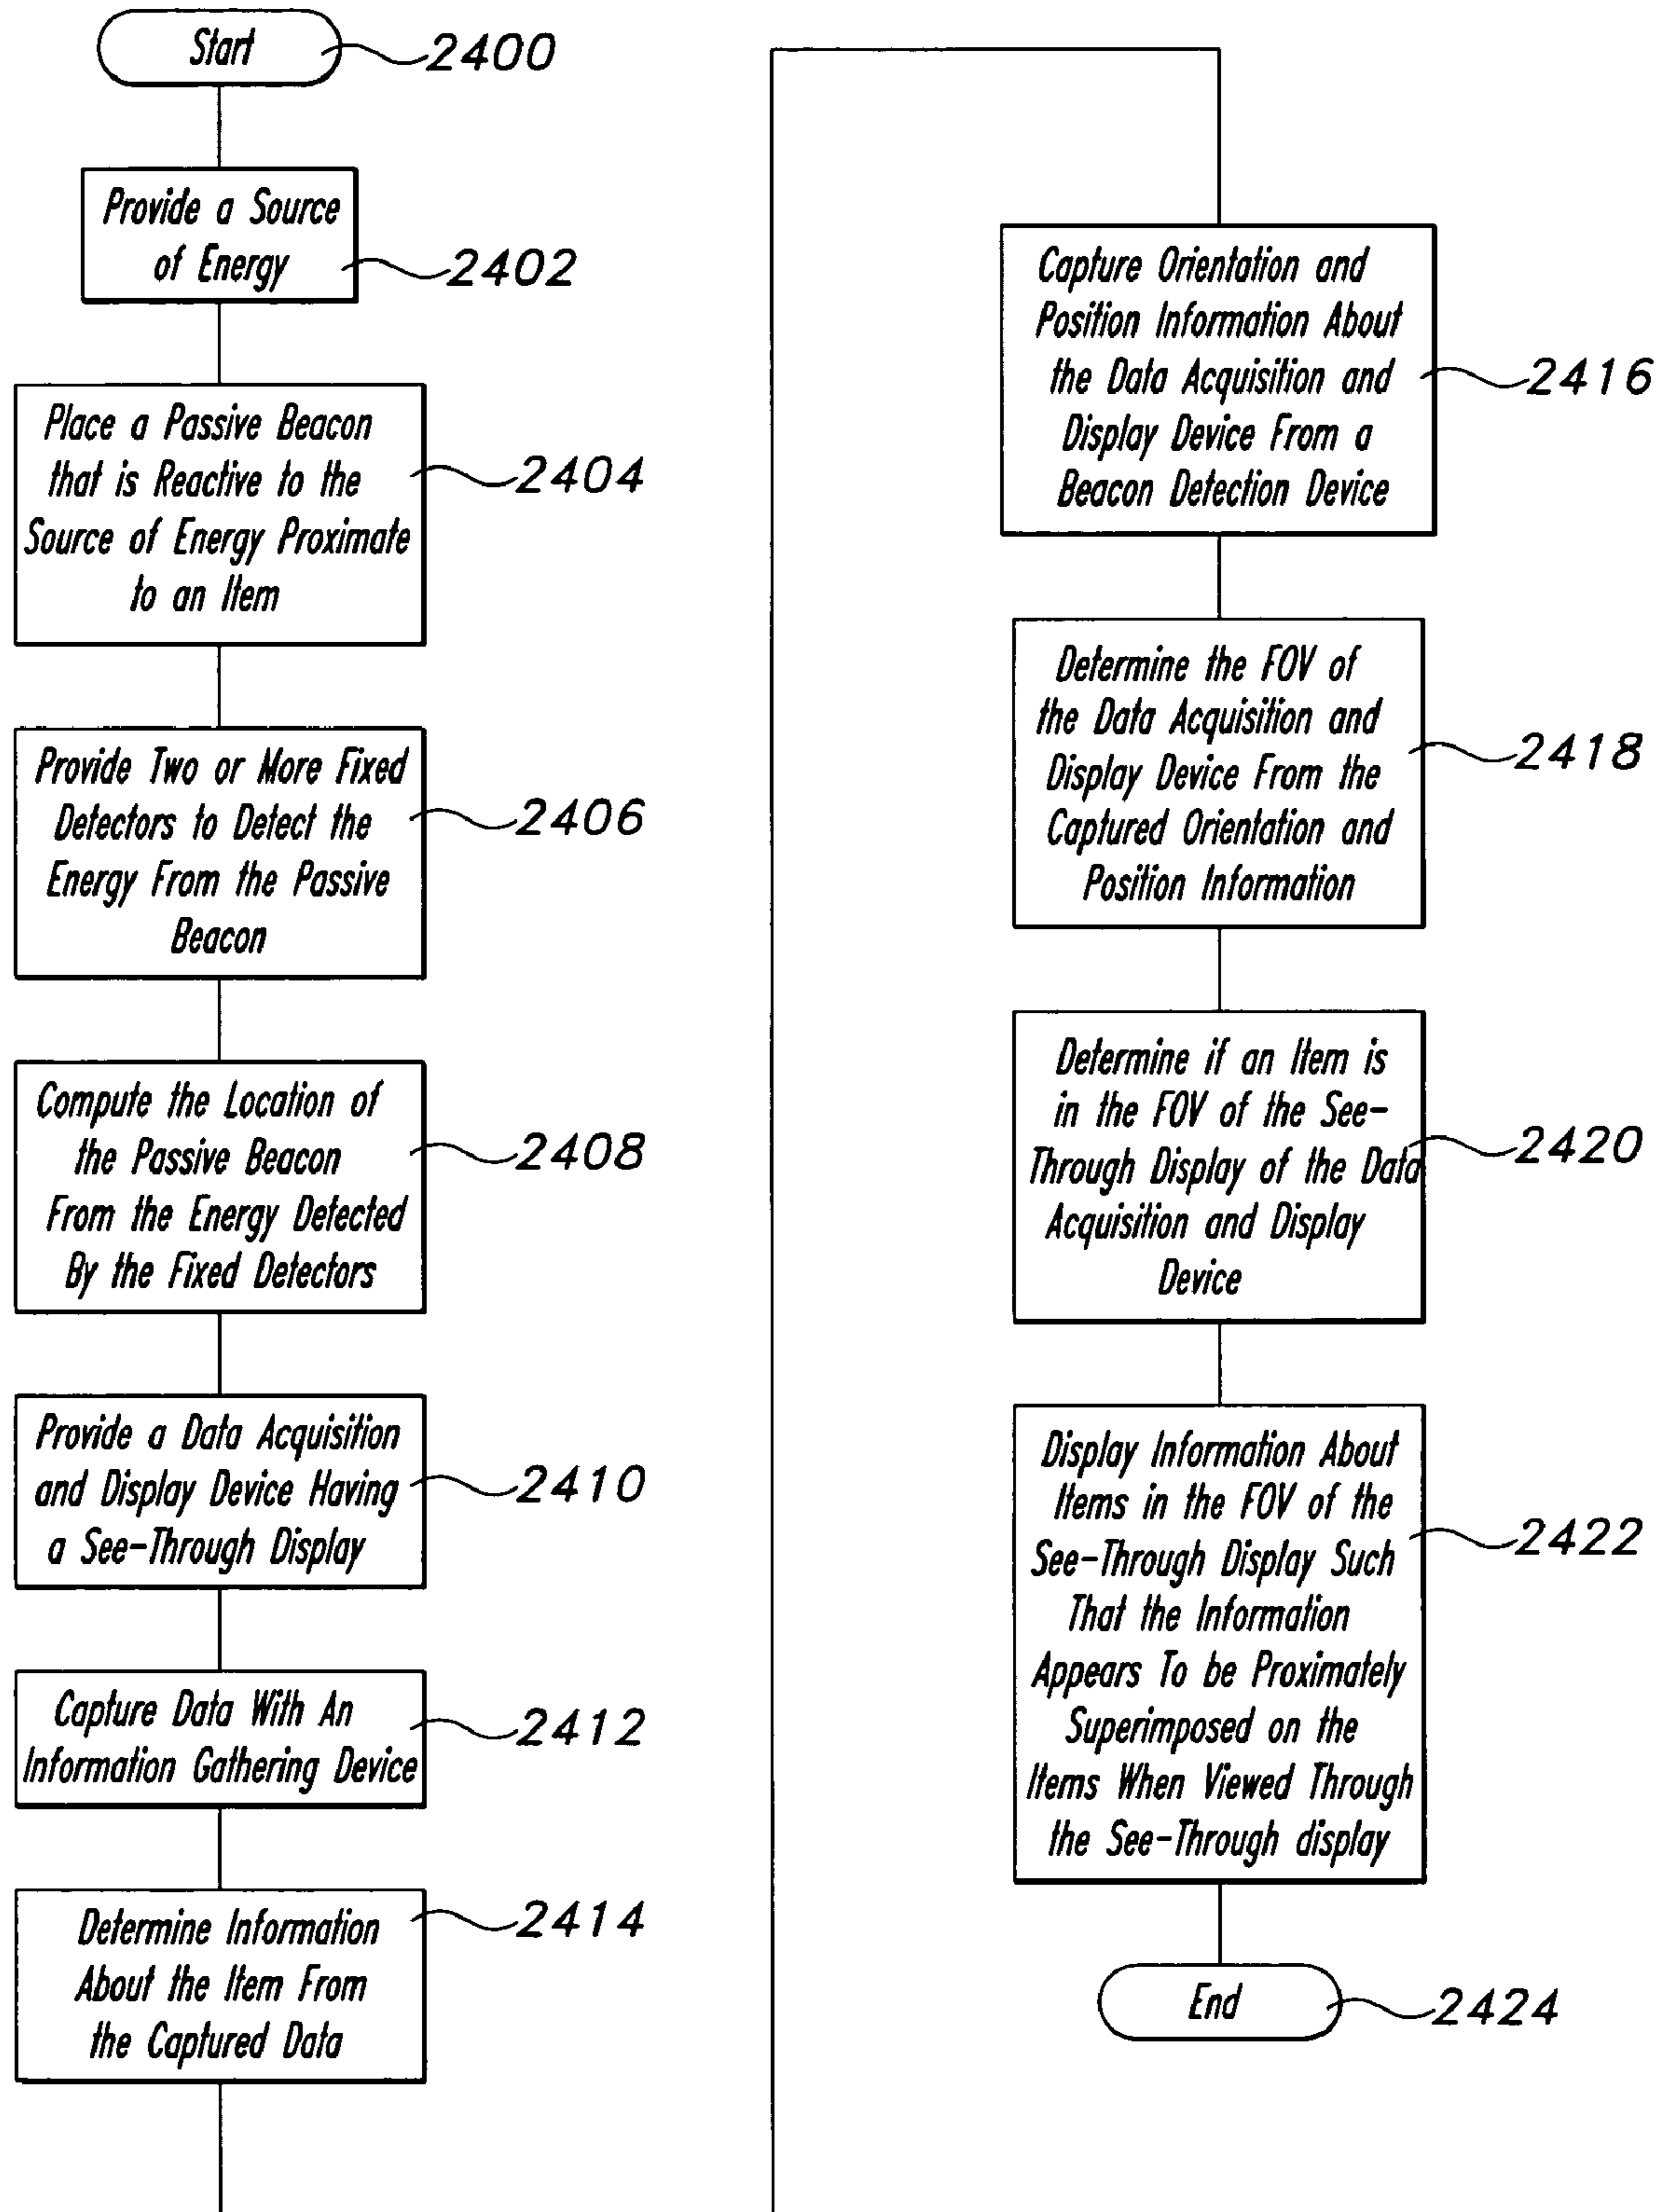 Start
2400
Provide a Source
of Energy
2402
Place a Passive Beacon
that is Reactive to the
Source of Energy Proximate
to an Item
2404
Provide Two or More Fixed
Detectors to Detect the
Energy From the Passive
Beacon
2406
Compute the Location of
the Passive Beacon
From the Energy Detected
By the Fixed Detectors
2408
Provide a Data Acquisition
and Display Device Having
a See-Through Display
2410
Capture Data With An
Information Gathering Device
2412
Determine Information
About the Item From
the Captured Data
2414
Capture Orientation and
Position Information About
the Data Acquisition and
Display Device From a
Beacon Detection Device
2416
Determine the FOV of
the Data Acquisition and
Display Device From the
Captured Orientation and
Position Information
2418
Determine if an Item is
in the FOV of the See-
Through Display of the Data
Acquisition and Display
Device
2420
Display Information About
Items in the FOV of the
See-Through Display Such
That the Information
Appears To be Proximately
Superimposed on the
Items When Viewed Through
the See-Through display
2422
End
2424